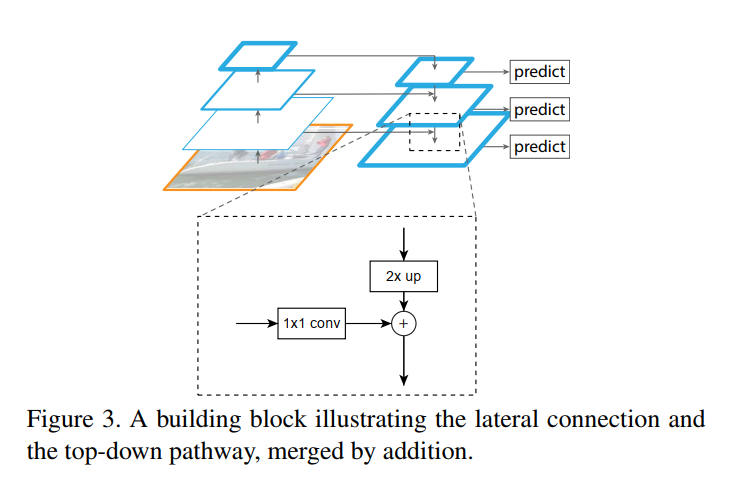 predict
predict
predict
2x up
1x1 conv
+
Figure 3. A building block illustrating the lateral connection and
the top-down pathway, merged by addition.